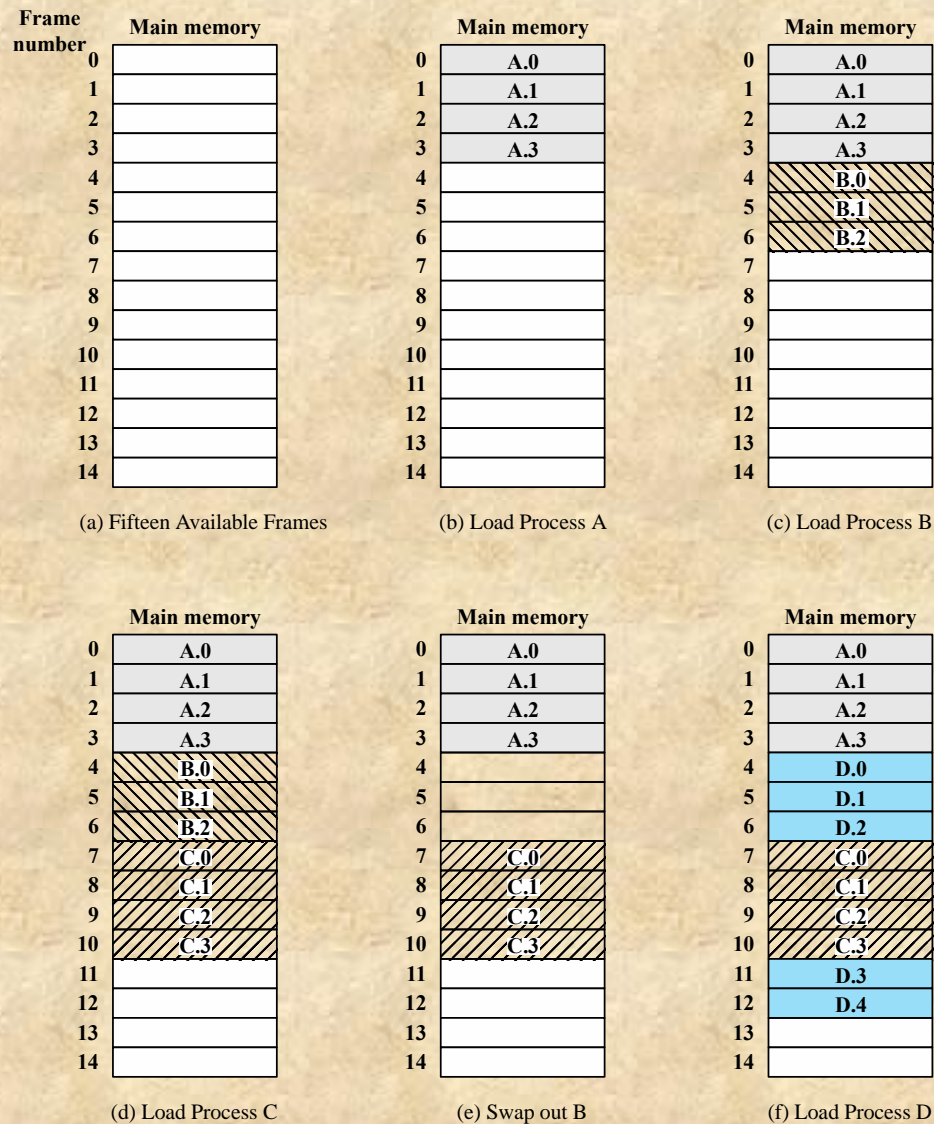 Frame
number
Main memory
0
1
2
3
4
5
6
7
8
9
10
11
12
13
14
(a) Fifteen Available Frames
Main memory
0 A.0
1 A.1
2 A.2
3 A.3
4
5
6
7
8
9
10
11
12
13
14
(b) Load Process A
Main memory
0 A.0
1 A.1
2 A.2
3 A.3
4 B.0
5 B.1
6 B.2
7
8
9
10
11
12
13
14
(c) Load Process B
Main memory
0 A.0
1 A.1
2 A.2
3 A.3
4 B.0
5 B.1
6 B.2
7 C.0
8 C.1
9 C.2
10 C.3
11
12
13
14
(d) Load Process C
Main memory
0 A.0
1 A.1
2 A.2
3 A.3
4
5
6
7 C.0
8 C.1
9 C.2
10 C.3
11
12
13
14
(e) Swap out B
Main memory
0 A.0
1 A.1
2 A.2
3 A.3
4 D.0
5 D.1
6 D.2
7 C.0
8 C.1
9 C.2
10 C.3
11 D.3
12 D.4
13
14
(f) Load Process D